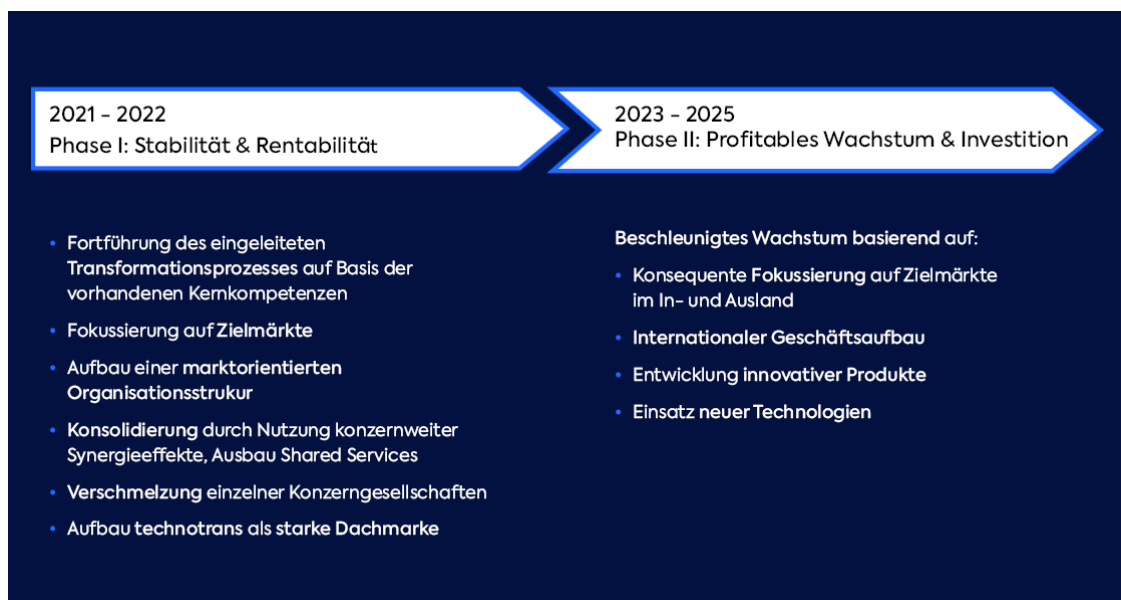 2021 - 2022
Phase I: Stabilität & Rentabilität
• Fortführung des eingeleiteten
Transformationsprozesses auf Basis der
vorhandenen Kernkompetenzen
• Fokussierung auf Zielmärkte
• Aufbau einer marktorientierten
Organisationsstrukur
• Konsolidierung durch Nutzung konzernweiter
Synergieeffekte, Ausbau Shared Services
• Verschmelzung einzelner Konzerngesellschaften
• Aufbau technotrans als starke Dachmarke
2023 - 2025
Phase II: Profitables Wachstum & Investition
Beschleunigtes Wachstum basierend auf:
• Konsequente Fokussierung auf Zielmärkte
im In- und Ausland
• Internationaler Geschäftsaufbau
• Entwicklung innovativer Produkte
• Einsatz neuer Technologien